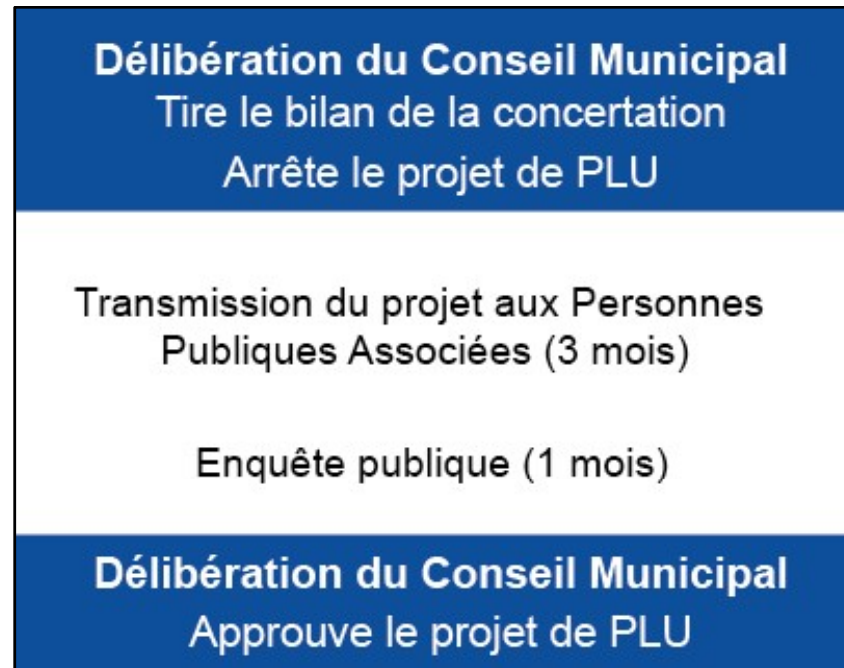 Délibération du Conseil Municipal
Tire le bilan de la concertation
Arrête le projet de PLU
Transmission du projet aux Personnes
Publiques Associées (3 mois)
Enquête publique (1 mois)
Délibération du Conseil Municipal
Approuve le projet de PLU